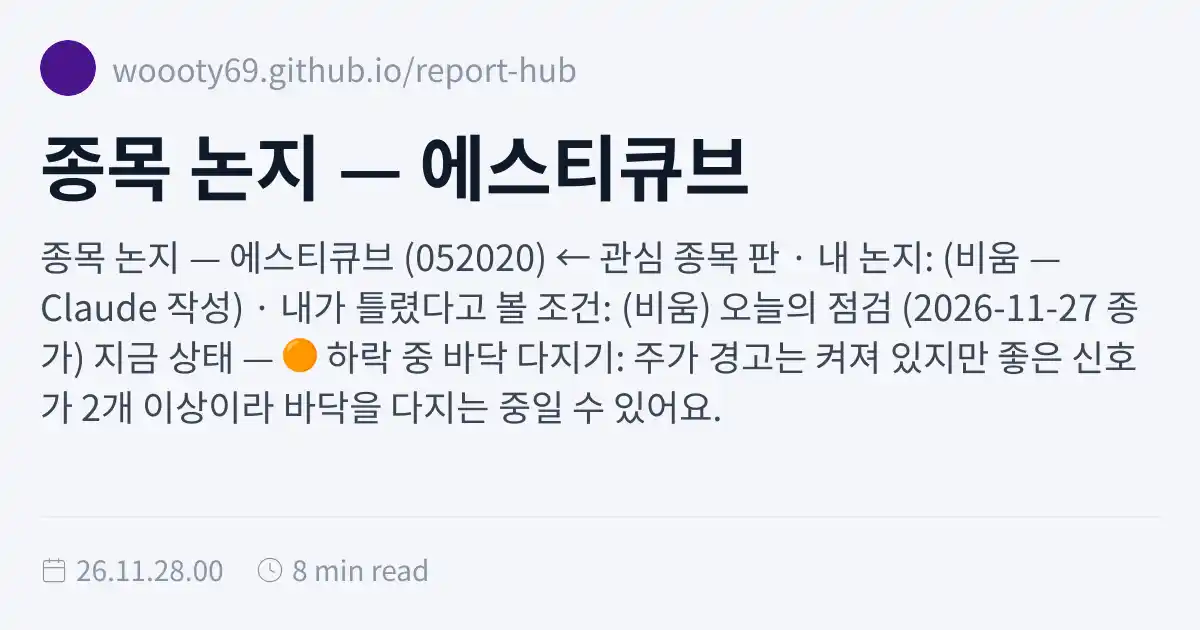 woooty69.github.io/report-hub
종목 논지 — 에스티큐브
종목 논지 — 에스티큐브 (052020) ← 관심 종목 판 · 내 논지: (비움 —
Claude 작성) · 내가 틀렸다고 볼 조건: (비움) 오늘의 점검 (2026-11-27 종
가) 지금 상태 — 🟠 하락 중 바닥 다지기: 주가 경고는 켜져 있지만 좋은 신호
가 2개 이상이라 바닥을 다지는 중일 수 있어요.
26.11.28.00 8 min read